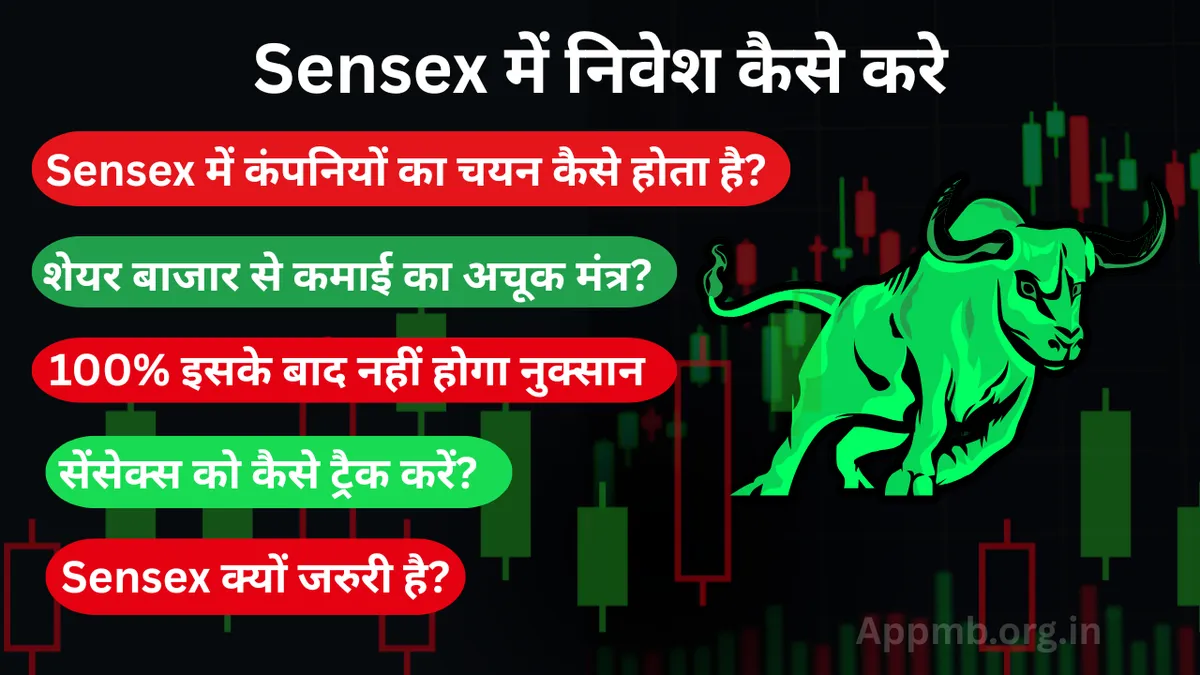 Sensex में निवेश कैसे करे
Sensex में कंपनियों का चयन कैसे होता है?
शेयर बाजार से कमाई का अचूक मंत्र?
100% इसके बाद नहीं होगा नुक्सान
सेंसेक्स को कैसे ट्रैक करें?
Sensex क्यों जरुरी है?
Appmb.org.in